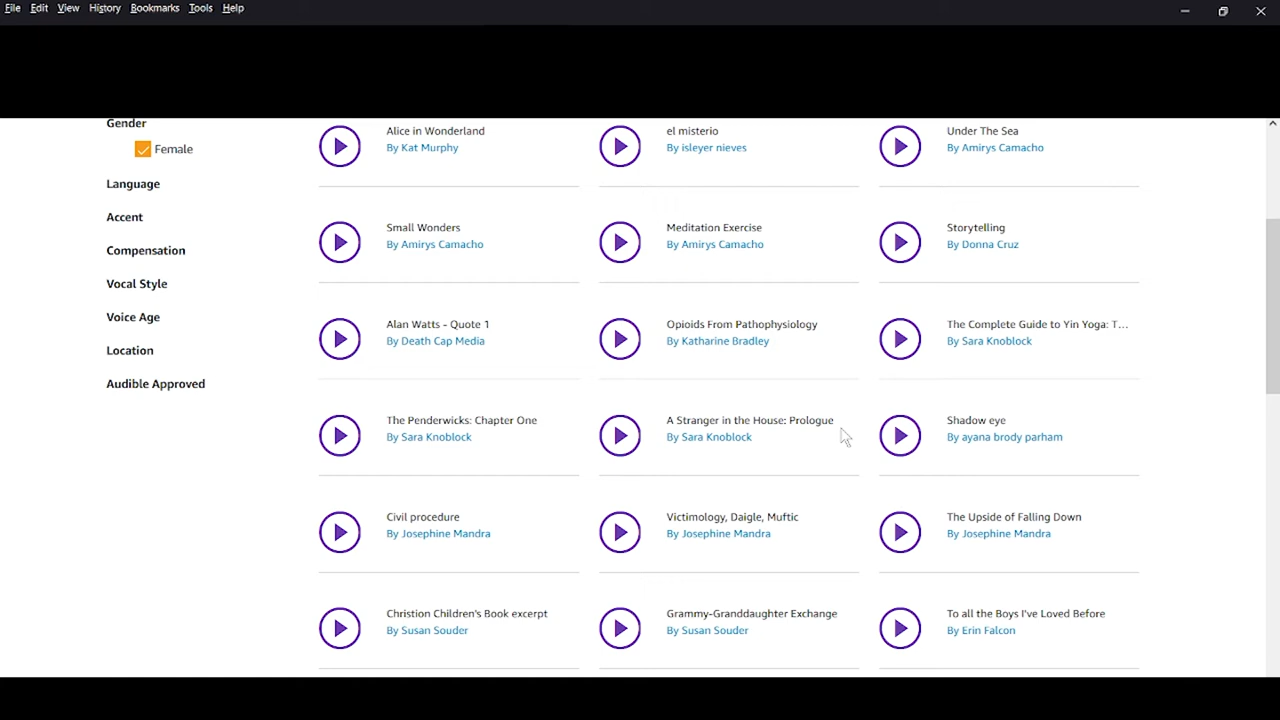 File Edit View History Bookmarks Tools Help
Gender
Female
Language
Accent
Compensation
Vocal Style
Voice Age
Location
Audible Approved
Alice in Wonderland
By Kat Murphy
el misterio
By isleyer nieves
Under The Sea
By Amirys Camacho
Small Wonders
By Amirys Camacho
Meditation Exercise
By Amirys Camacho
Storytelling
By Donna Cruz
Alan Watts - Quote 1
By Death Cap Media
Opioids From Pathophysiology
By Katharine Bradley
The Complete Guide to Yin Yoga: T...
By Sara Knoblock
The Penderwicks: Chapter One
By Sara Knoblock
A Stranger in the House: Prologue
By Sara Knoblock
Shadow eye
By ayana brody parham
Civil procedure
By Josephine Mandra
Victimology, Daigle, Muftic
By Josephine Mandra
The Upside of Falling Down
By Josephine Mandra
Christion Children's Book excerpt
By Susan Souder
Grammy-Granddaughter Exchange
By Susan Souder
To all the Boys I've Loved Before
By Erin Falcon